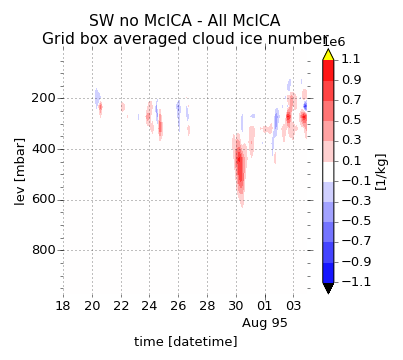 SW no McICA - All McICA
Grid box averaged cloud ice number
1e6
1.1
0.9
0.7
0.5
0.3
0.1
−0.1
−0.3
−0.5
−0.7
−0.9
−1.1
[1/kg]
lev [mbar]
200
400
600
800
18 20 22 24 26 28 30 01 03
Aug 95
time [datetime]